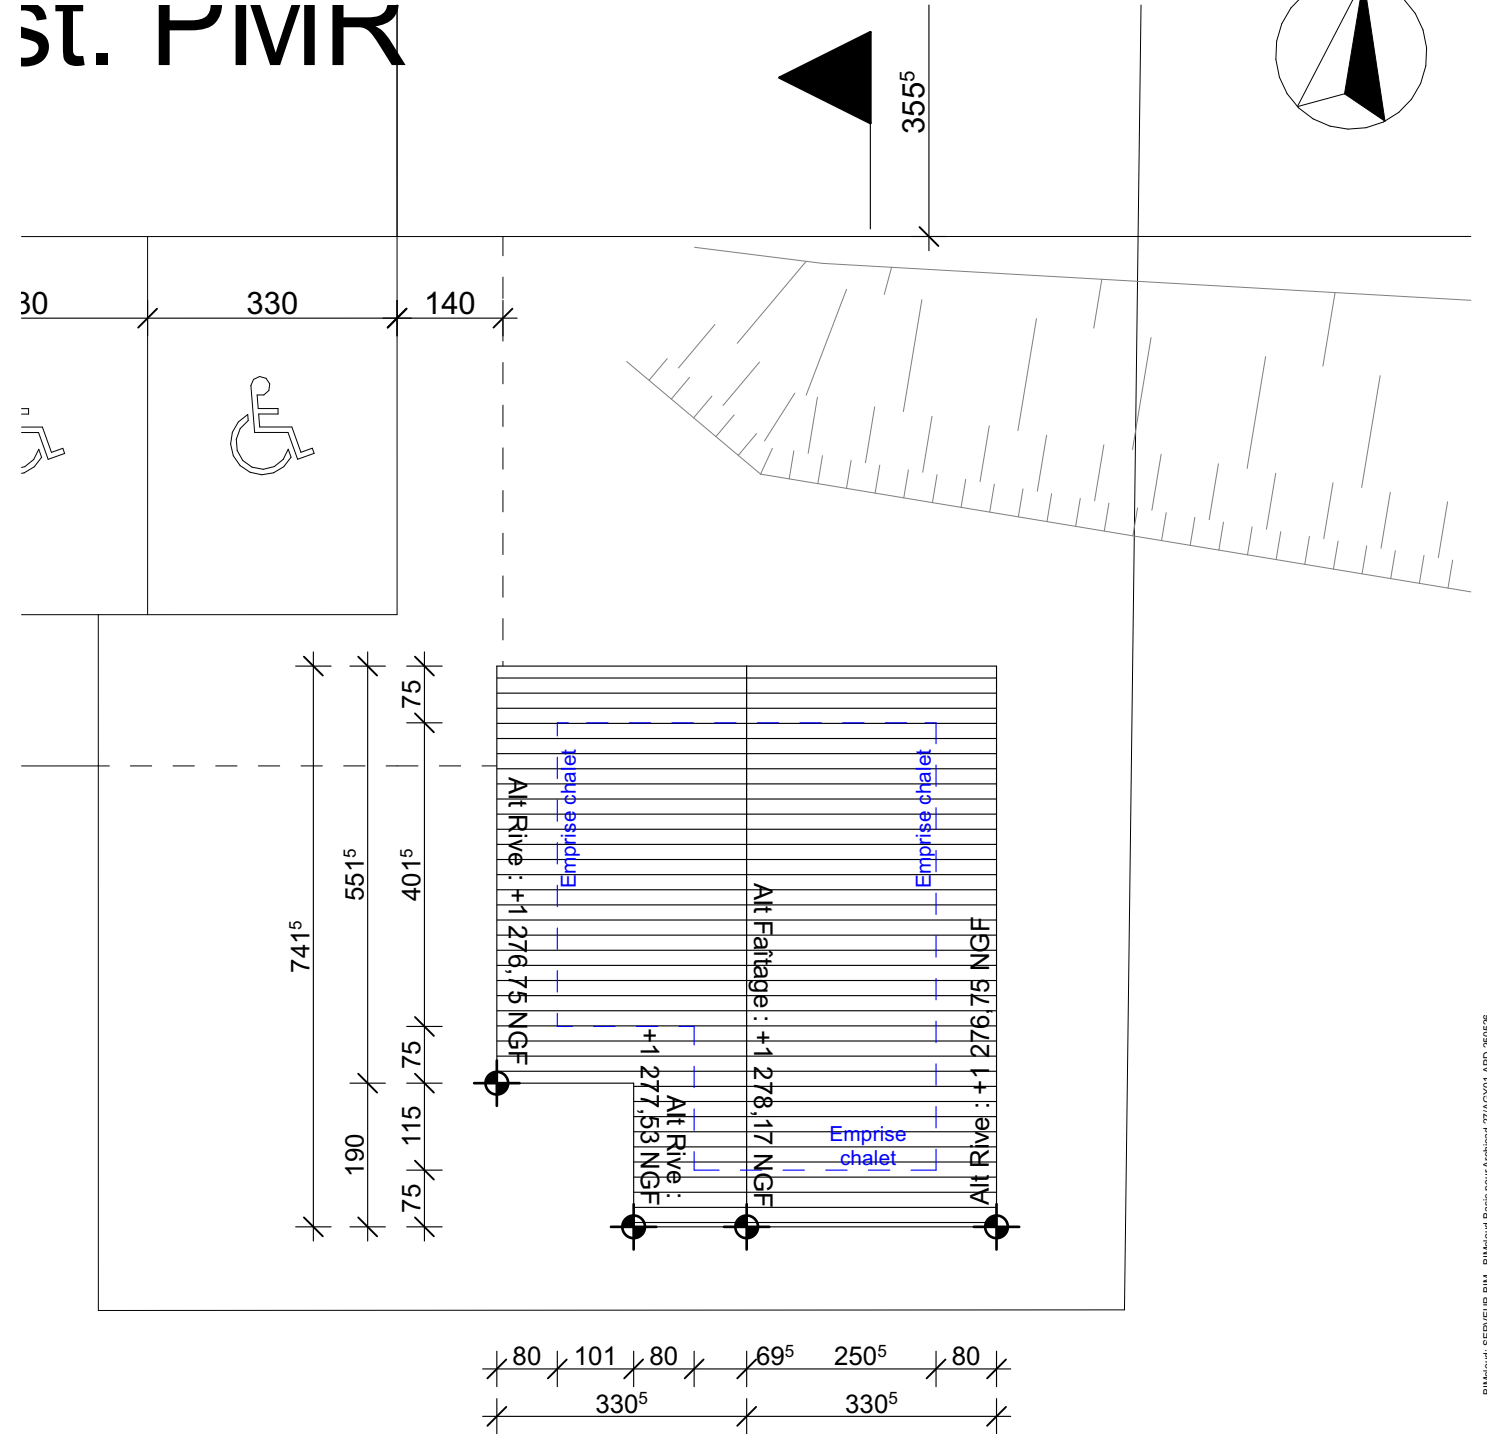 st. PMR
355⁵
30
330
140
75
551⁵
401⁵
741⁵
75
115
190
75
Emprise chalet
Emprise chalet
Alt Rive : +1 276,75 NGF
Alt Faîtage : +1 278,17 NGF
Alt Rive : +1 276,75 NGF
Alt Rive :
+1 277,53 NGF
Emprise
chalet
80
101
80
69⁵
250⁵
80
330⁵
330⁵